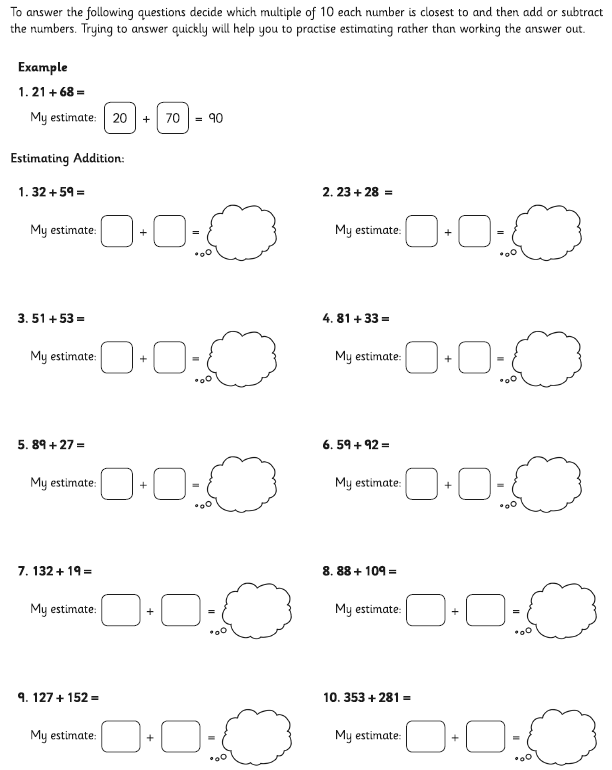 To answer the following questions decide which multiple of 10 each number is closest to and then add or subtract
the numbers. Trying to answer quickly will help you to practise estimating rather than working the answer out.
Example
1. 21 + 68 =
My estimate: 20 + 70 = 90
Estimating Addition:
1. 32 + 59 =
My estimate: + =
2. 23 + 28 =
My estimate: + =
3. 51 + 53 =
My estimate: + =
4. 81 + 33 =
My estimate: + =
5. 89 + 27 =
My estimate: + =
6. 59 + 92 =
My estimate: + =
7. 132 + 19 =
My estimate: + =
8. 88 + 109 =
My estimate: + =
9. 127 + 152 =
My estimate: + =
10. 353 + 281 =
My estimate: + =